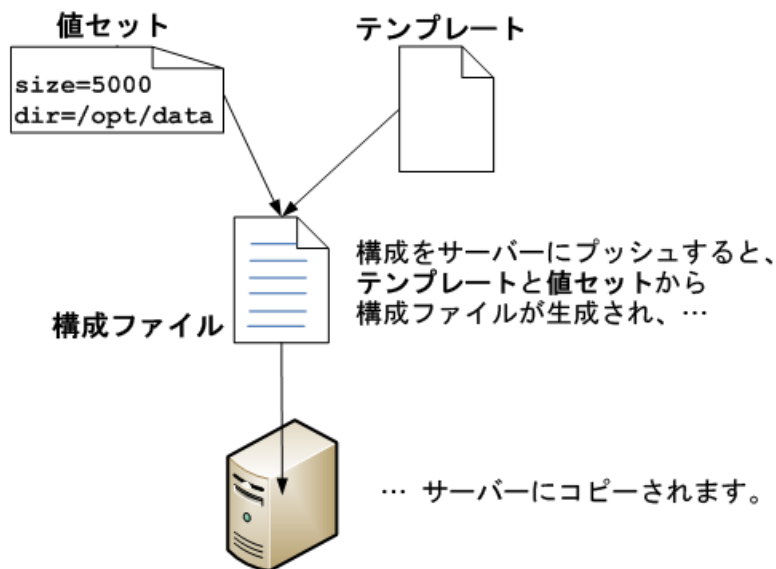 値セット
テンプレート
size=5000
dir=/opt/data
構成をサーバーにプッシュすると、
テンプレートと値セットから
構成ファイルが生成され、…
構成ファイル
… サーバーにコピーされます。